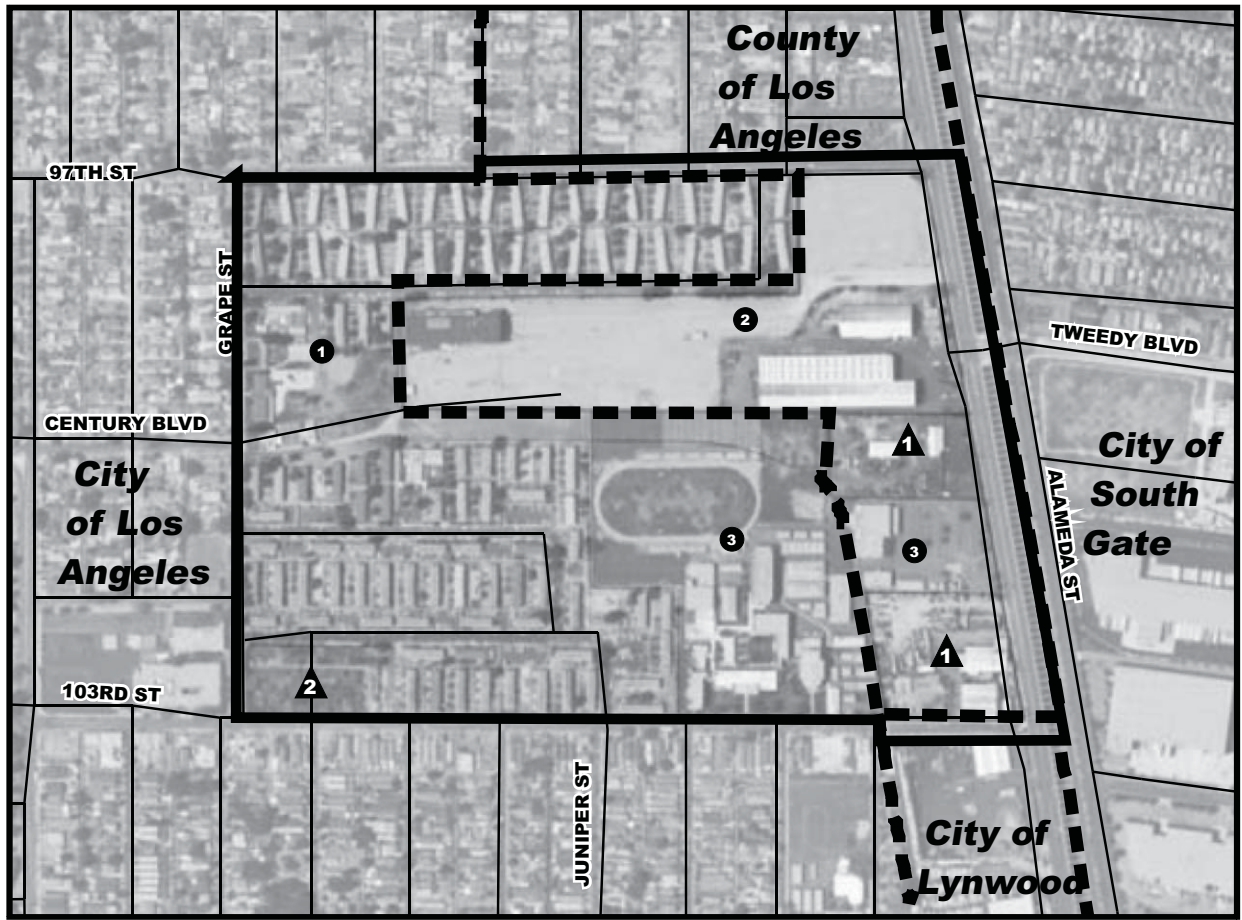 County
of Los
Angeles
97TH ST
GRAPE ST
2
1
TWEEDY BLVD
CENTURY BLVD
1
City of
South
Gate
City
of Los
Angeles
ALAMEDA ST
3
3
1
2
103RD ST
JUNIPER ST
City of
Lynwood